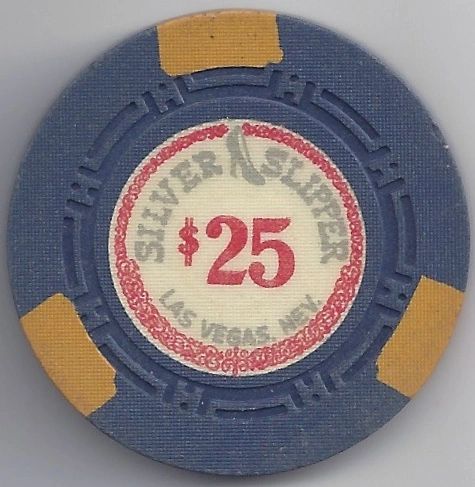 SILVER SLIPPER
$25
LAS VEGAS, NEV.